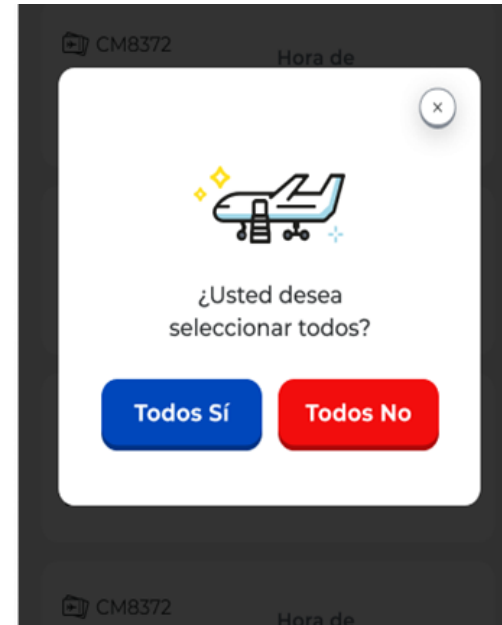 CM8372
Hora de
×
¿Usted desea
seleccionar todos?
Todos Sí
Todos No
CM8372
Hora de